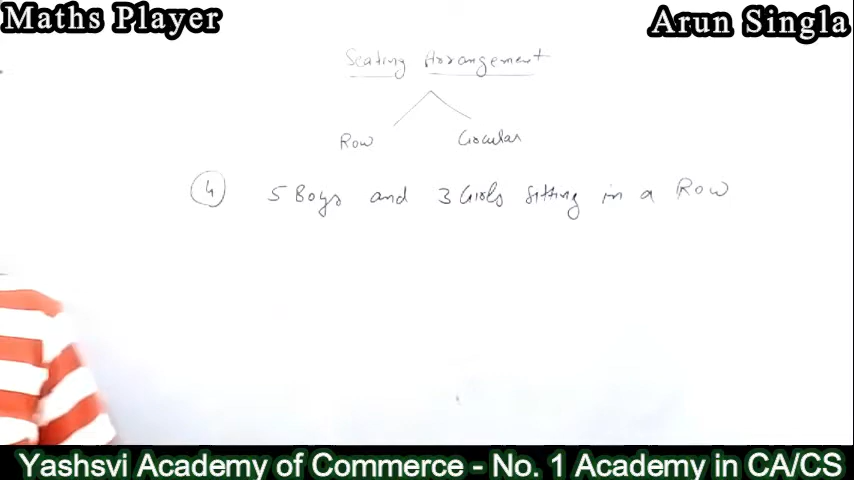 Maths Player
Arun Singla
Seating Arrangement
Row
Circular
4 5 Boys and 3 Girls sitting in a Row
Yashsvi Academy of Commerce - No. 1 Academy in CA/CS